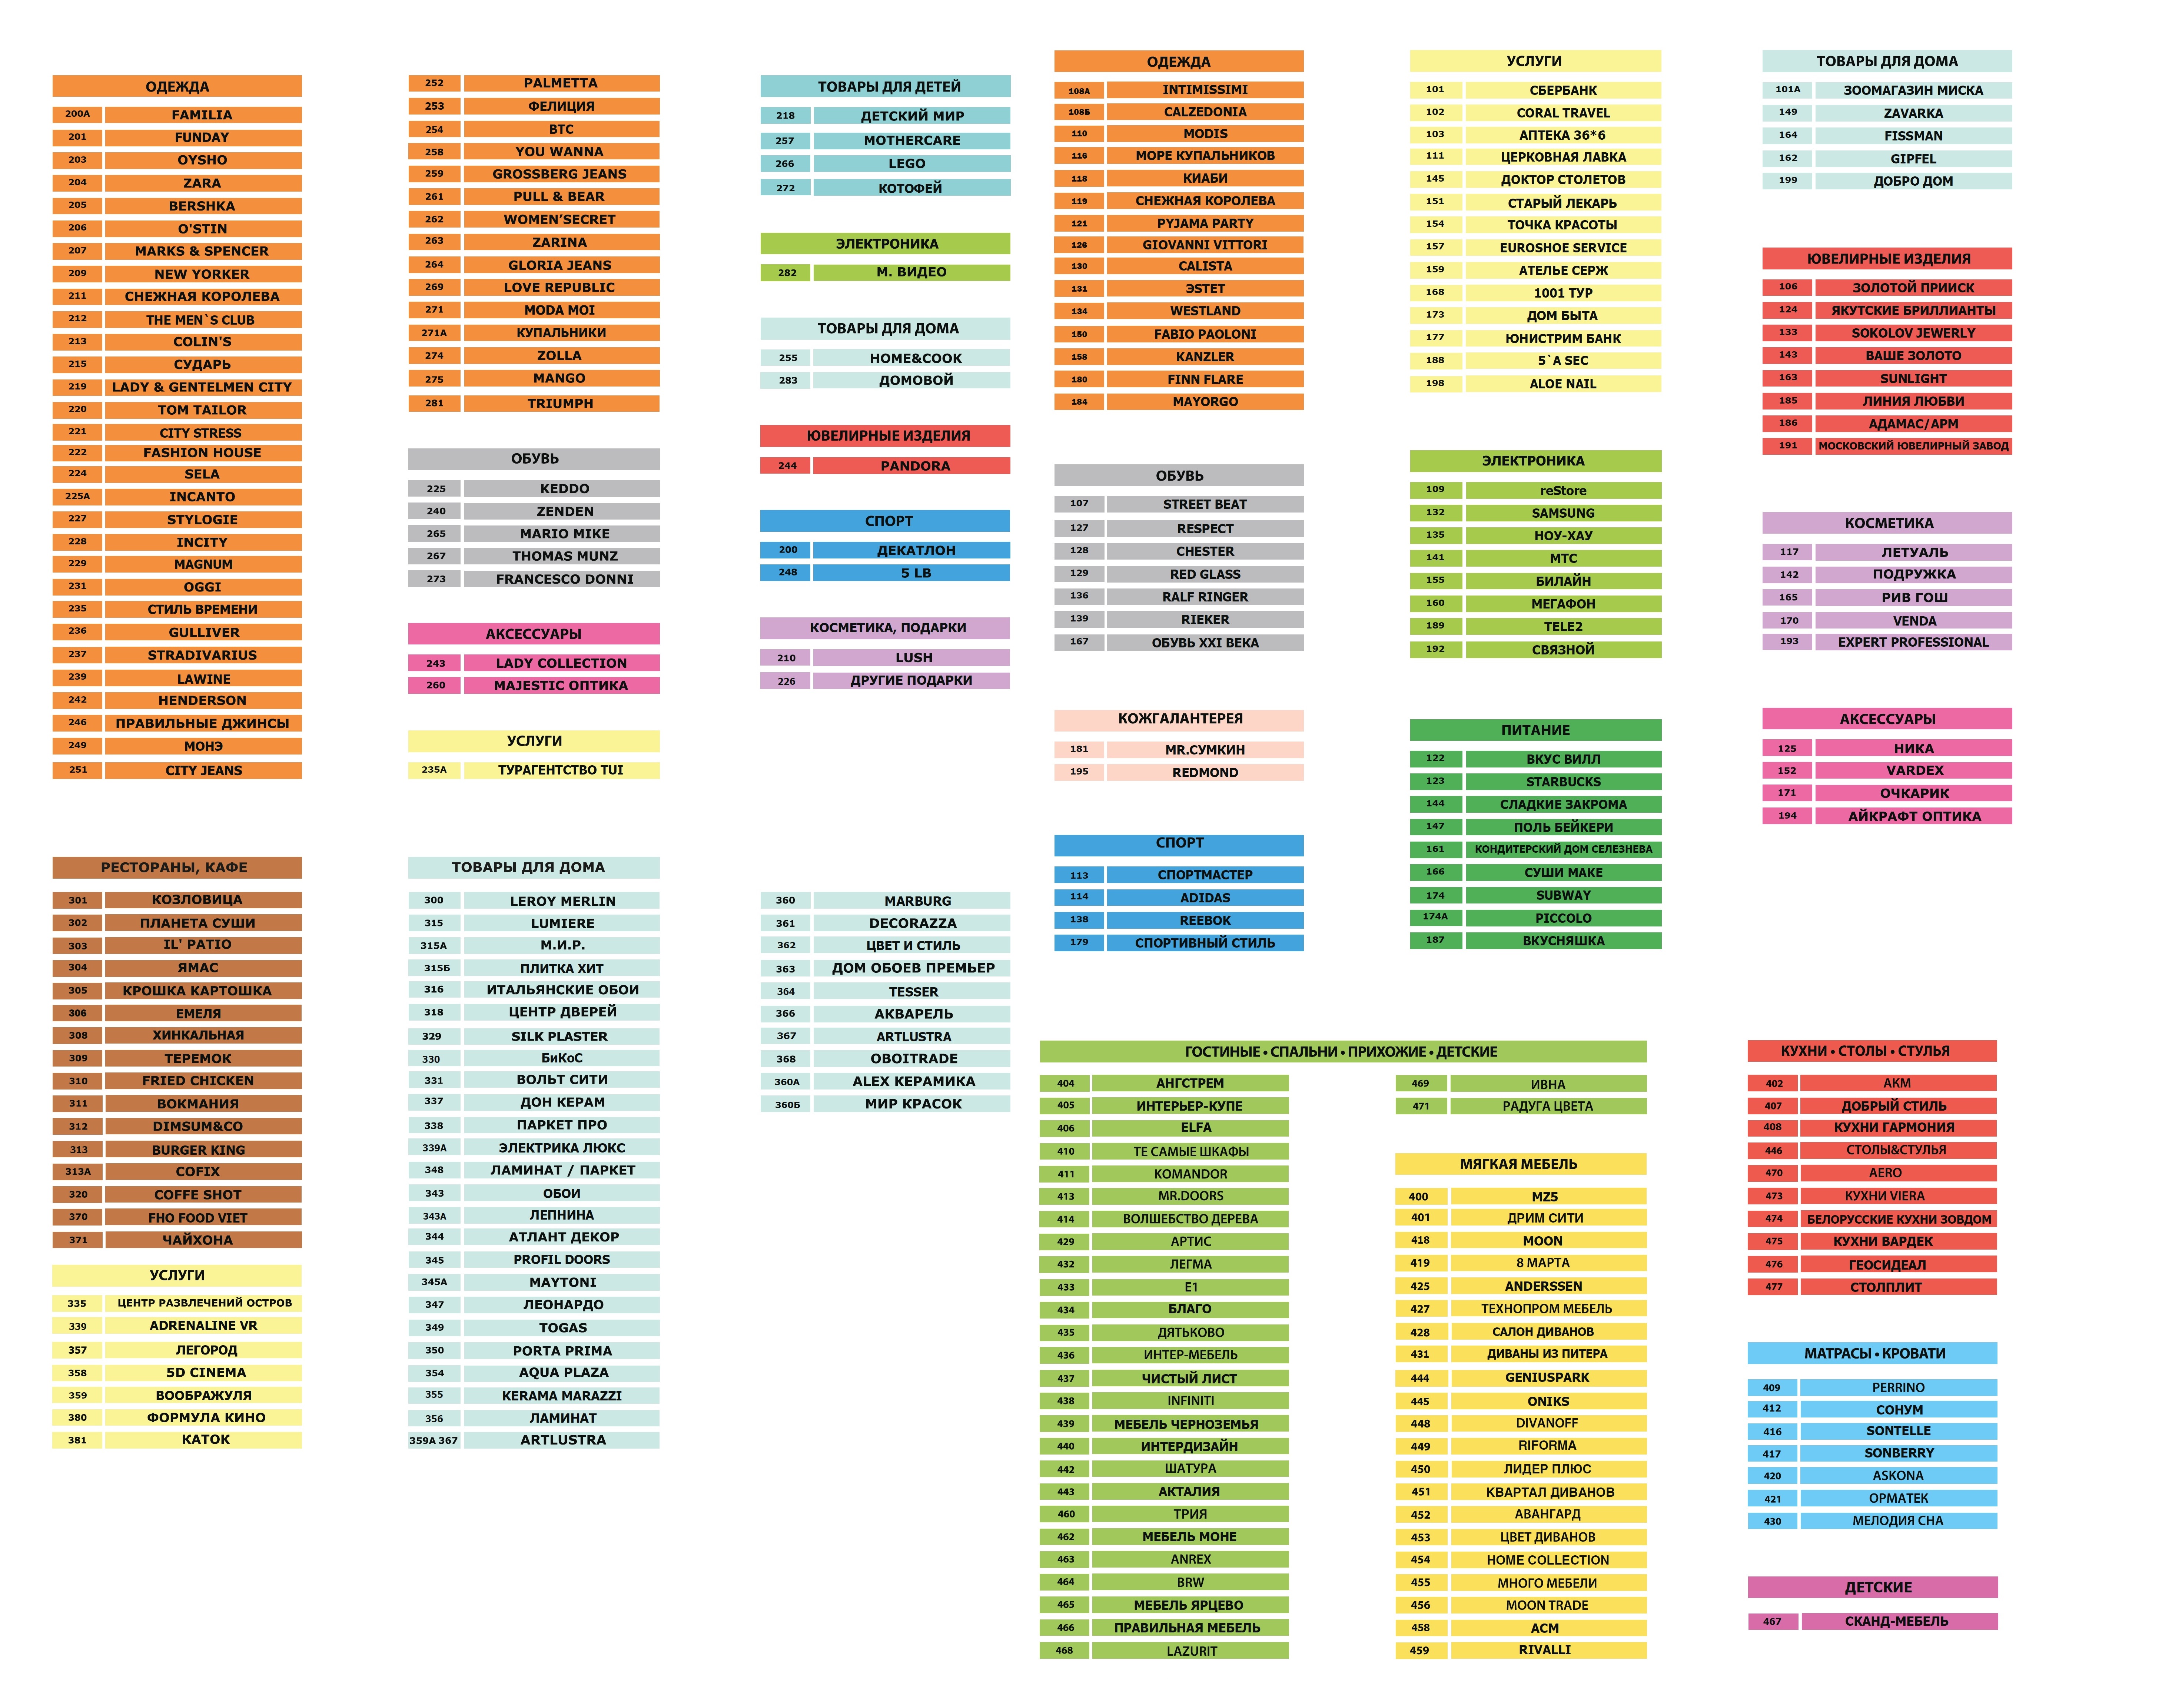 ОДЕЖДА
200А FAMILIA
201 FUNDAY
203 OYSHO
204 ZARA
205 BERSHKA
206 O'STIN
207 MARKS & SPENCER
209 NEW YORKER
211 СНЕЖНАЯ КОРОЛЕВА
212 THE MEN`S CLUB
213 COLIN'S
215 СУДАРЬ
219 LADY & GENTELMEN CITY
220 TOM TAILOR
221 CITY STRESS
222 FASHION HOUSE
224 SELA
225А INCANTO
227 STYLOGIE
228 INCITY
229 MAGNUM
231 OGGI
235 СТИЛЬ ВРЕМЕНИ
236 GULLIVER
237 STRADIVARIUS
239 LAWINE
242 HENDERSON
246 ПРАВИЛЬНЫЕ ДЖИНСЫ
249 МОНЭ
251 CITY JEANS
252 PALMETTA
253 ФЕЛИЦИЯ
254 ВТС
258 YOU WANNA
259 GROSSBERG JEANS
261 PULL & BEAR
262 WOMEN’SECRET
263 ZARINA
264 GLORIA JEANS
269 LOVE REPUBLIC
271 MODA MOI
271А КУПАЛЬНИКИ
274 ZOLLA
275 MANGO
281 TRIUMPH
ОБУВЬ
225 KEDDO
240 ZENDEN
265 MARIO MIKE
267 THOMAS MUNZ
273 FRANCESCO DONNI
АКСЕССУАРЫ
243 LADY COLLECTION
260 MAJESTIC ОПТИКА
УСЛУГИ
235А ТУРАГЕНТСТВО TUI
ТОВАРЫ ДЛЯ ДЕТЕЙ
218 ДЕТСКИЙ МИР
257 MOTHERCARE
266 LEGO
272 КОТОФЕЙ
ЭЛЕКТРОНИКА
282 М. ВИДЕО
ТОВАРЫ ДЛЯ ДОМА
255 HOME&COOK
283 ДОМОВОЙ
ЮВЕЛИРНЫЕ ИЗДЕЛИЯ
244 PANDORA
СПОРТ
200 ДЕКАТЛОН
248 5 LB
КОСМЕТИКА, ПОДАРКИ
210 LUSH
226 ДРУГИЕ ПОДАРКИ
ОДЕЖДА
108А INTIMISSIMI
108Б CALZEDONIA
110 MODIS
116 МОРЕ КУПАЛЬНИКОВ
118 КИАБИ
119 СНЕЖНАЯ КОРОЛЕВА
121 PYJAMA PARTY
126 GIOVANNI VITTORI
130 CALISTA
131 ЭСТЕТ
134 WESTLAND
150 FABIO PAOLONI
158 KANZLER
180 FINN FLARE
184 MAYORGO
ОБУВЬ
107 STREET BEAT
127 RESPECT
128 CHESTER
129 RED GLASS
136 RALF RINGER
139 RIEKER
167 ОБУВЬ XXI ВЕКА
КОЖГАЛАНТЕРЕЯ
181 MR.СУМКИН
195 REDMOND
СПОРТ
113 СПОРТМАСТЕР
114 ADIDAS
138 REEBOK
179 СПОРТИВНЫЙ СТИЛЬ
УСЛУГИ
101 СБЕРБАНК
102 CORAL TRAVEL
103 АПТЕКА 36*6
111 ЦЕРКОВНАЯ ЛАВКА
145 ДОКТОР СТОЛЕТОВ
151 СТАРЫЙ ЛЕКАРЬ
154 ТОЧКА КРАСОТЫ
157 EUROSHOE SERVICE
159 АТЕЛЬЕ СЕРЖ
168 1001 ТУР
173 ДОМ БЫТА
177 ЮНИСТРИМ БАНК
188 5`A SEC
198 ALOE NAIL
ЭЛЕКТРОНИКА
109 reStore
132 SAMSUNG
135 НОУ-ХАУ
141 МТС
155 БИЛАЙН
160 МЕГАФОН
189 TELE2
192 СВЯЗНОЙ
ПИТАНИЕ
122 ВКУС ВИЛЛ
123 STARBUCKS
144 СЛАДКИЕ ЗАКРОМА
147 ПОЛЬ БЕЙКЕРИ
161 КОНДИТЕРСКИЙ ДОМ СЕЛЕЗНЕВА
166 СУШИ МАКЕ
174 SUBWAY
174А PICCOLO
187 ВКУСНЯШКА
ТОВАРЫ ДЛЯ ДОМА
101А ЗООМАГАЗИН МИСКА
149 ZAVARKA
164 FISSMAN
162 GIPFEL
199 ДОБРО ДОМ
ЮВЕЛИРНЫЕ ИЗДЕЛИЯ
106 ЗОЛОТОЙ ПРИИСК
124 ЯКУТСКИЕ БРИЛЛИАНТЫ
133 SOKOLOV JEWERLY
143 ВАШЕ ЗОЛОТО
163 SUNLIGHT
185 ЛИНИЯ ЛЮБВИ
186 АДАМАС/АРМ
191 МОСКОВСКИЙ ЮВЕЛИРНЫЙ ЗАВОД
КОСМЕТИКА
117 ЛЕТУАЛЬ
142 ПОДРУЖКА
165 РИВ ГОШ
170 VENDA
193 EXPERT PROFESSIONAL
АКСЕССУАРЫ
125 НИКА
152 VARDEX
171 ОЧКАРИК
194 АЙКРАФТ ОПТИКА
РЕСТОРАНЫ, КАФЕ
301 КОЗЛОВИЦА
302 ПЛАНЕТА СУШИ
303 IL' PATIO
304 ЯМАС
305 КРОШКА КАРТОШКА
306 ЕМЕЛЯ
308 ХИНКАЛЬНАЯ
309 ТЕРЕМОК
310 FRIED CHICKEN
311 ВОКМАНИЯ
312 DIMSUM&CO
313 BURGER KING
313А COFIX
320 COFFE SHOT
370 FHO FOOD VIET
371 ЧАЙХОНА
УСЛУГИ
335 ЦЕНТР РАЗВЛЕЧЕНИЙ ОСТРОВ
339 ADRENALINE VR
357 ЛЕГОРОД
358 5D CINEMA
359 ВООБРАЖУЛЯ
380 ФОРМУЛА КИНО
381 КАТОК
ТОВАРЫ ДЛЯ ДОМА
300 LEROY MERLIN
315 LUMIERE
315А М.И.Р.
315Б ПЛИТКА ХИТ
316 ИТАЛЬЯНСКИЕ ОБОИ
318 ЦЕНТР ДВЕРЕЙ
329 SILK PLASTER
330 БиКоС
331 ВОЛЬТ СИТИ
337 ДОН КЕРАМ
338 ПАРКЕТ ПРО
339А ЭЛЕКТРИКА ЛЮКС
348 ЛАМИНАТ / ПАРКЕТ
343 ОБОИ
343А ЛЕПНИНА
344 АТЛАНТ ДЕКОР
345 PROFIL DOORS
345А MAYTONI
347 ЛЕОНАРДО
349 TOGAS
350 PORTA PRIMA
354 AQUA PLAZA
355 KERAMA MARAZZI
356 ЛАМИНАТ
359А 367 ARTLUSTRA
360 MARBURG
361 DECORAZZA
362 ЦВЕТ И СТИЛЬ
363 ДОМ ОБОЕВ ПРЕМЬЕР
364 TESSER
366 АКВАРЕЛЬ
367 ARTLUSTRA
368 OBOITRADE
360А ALEX КЕРАМИКА
360Б МИР КРАСОК
ГОСТИНЫЕ • СПАЛЬНИ • ПРИХОЖИЕ • ДЕТСКИЕ
404 АНГСТРЕМ
405 ИНТЕРЬЕР-КУПЕ
406 ELFA
410 ТЕ САМЫЕ ШКАФЫ
411 KOMANDOR
413 MR.DOORS
414 ВОЛШЕБСТВО ДЕРЕВА
429 АРТИС
432 ЛЕГМА
433 Е1
434 БЛАГО
435 ДЯТЬКОВО
436 ИНТЕР-МЕБЕЛЬ
437 ЧИСТЫЙ ЛИСТ
438 INFINITI
439 МЕБЕЛЬ ЧЕРНОЗЕМЬЯ
440 ИНТЕРДИЗАЙН
442 ШАТУРА
443 АКТАЛИЯ
460 ТРИЯ
462 МЕБЕЛЬ МОНЕ
463 ANREX
464 BRW
465 МЕБЕЛЬ ЯРЦЕВО
466 ПРАВИЛЬНАЯ МЕБЕЛЬ
468 LAZURIT
469 ИВНА
471 РАДУГА ЦВЕТА
МЯГКАЯ МЕБЕЛЬ
400 MZ5
401 ДРИМ СИТИ
418 MOON
419 8 МАРТА
425 ANDERSSEN
427 ТЕХНОПРОМ МЕБЕЛЬ
428 САЛОН ДИВАНОВ
431 ДИВАНЫ ИЗ ПИТЕРА
444 GENIUSPARK
445 ONIKS
448 DIVANOFF
449 RIFORMA
450 ЛИДЕР ПЛЮС
451 КВАРТАЛ ДИВАНОВ
452 АВАНГАРД
453 ЦВЕТ ДИВАНОВ
454 HOME COLLECTION
455 МНОГО МЕБЕЛИ
456 MOON TRADE
458 АСМ
459 RIVALLI
КУХНИ • СТОЛЫ • СТУЛЬЯ
402 АКМ
407 ДОБРЫЙ СТИЛЬ
408 КУХНИ ГАРМОНИЯ
446 СТОЛЫ&СТУЛЬЯ
470 AERO
473 КУХНИ VIERA
474 БЕЛОРУССКИЕ КУХНИ ЗОВДОМ
475 КУХНИ ВАРДЕК
476 ГЕОСИДЕАЛ
477 СТОЛПЛИТ
МАТРАСЫ • КРОВАТИ
409 PERRINO
412 СОНУМ
416 SONTELLE
417 SONBERRY
420 ASKONA
421 ОРМАТЕК
430 МЕЛОДИЯ СНА
ДЕТСКИЕ
467 СКАНД-МЕБЕЛЬ